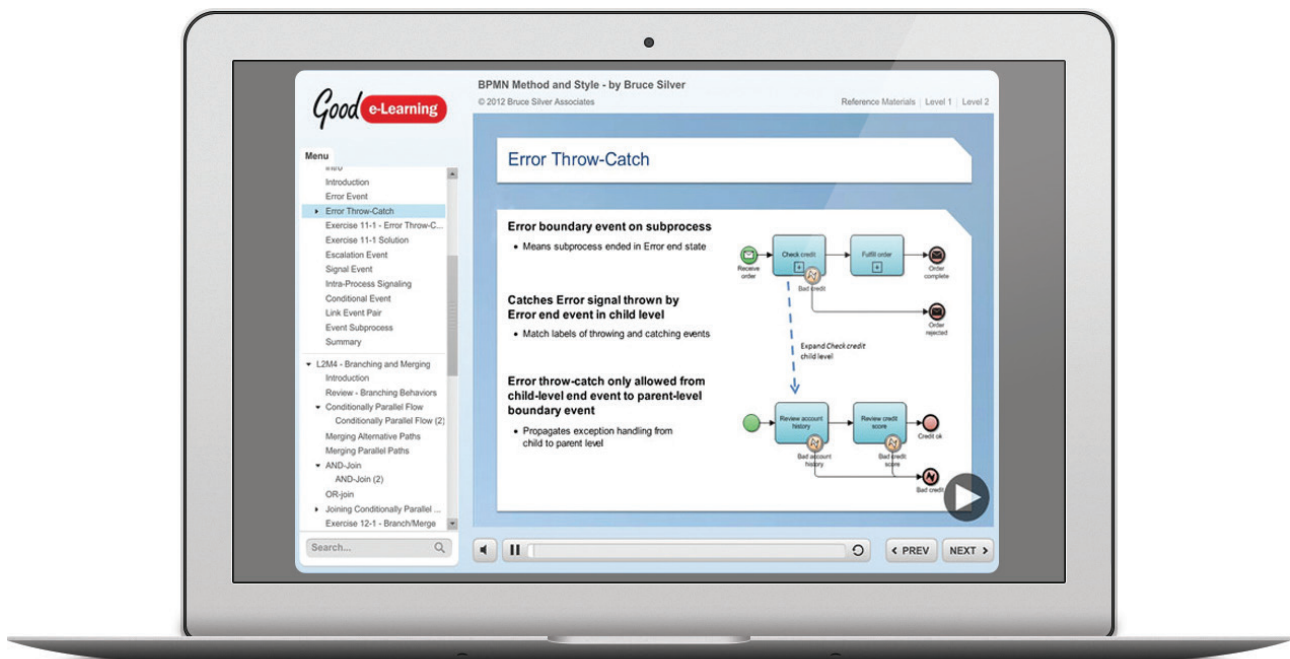 Good e-Learning
BPMN Method and Style - by Bruce Silver
© 2012 Bruce Silver Associates
Reference Materials | Level 1 | Level 2
Menu
Intro
Introduction
Error Event
Error Throw-Catch
Exercise 11-1 - Error Throw-C...
Exercise 11-1 Solution
Escalation Event
Signal Event
Intra-Process Signaling
Conditional Event
Link Event Pair
Event Subprocess
Summary
L2M4 - Branching and Merging
Introduction
Review - Branching Behaviors
Conditionally Parallel Flow
Conditionally Parallel Flow (2)
Merging Alternative Paths
Merging Parallel Paths
AND-Join
AND-Join (2)
OR-join
Joining Conditionally Parallel ...
Exercise 12-1 - Branch/Merge
Search...
Error Throw-Catch
Error boundary event on subprocess
• Means subprocess ended in Error end state
Catches Error signal thrown by
Error end event in child level
• Match labels of throwing and catching events
Error throw-catch only allowed from
child-level end event to parent-level
boundary event
• Propagates exception handling from
child to parent level
Receive
order
Check credit
Bad credit
Fulfill order
Order
complete
Order
rejected
Expand Check credit
child level
Review account
history
Bad account
history
Review credit
score
Bad credit
score
Credit ok
Bad credit
PREV
NEXT